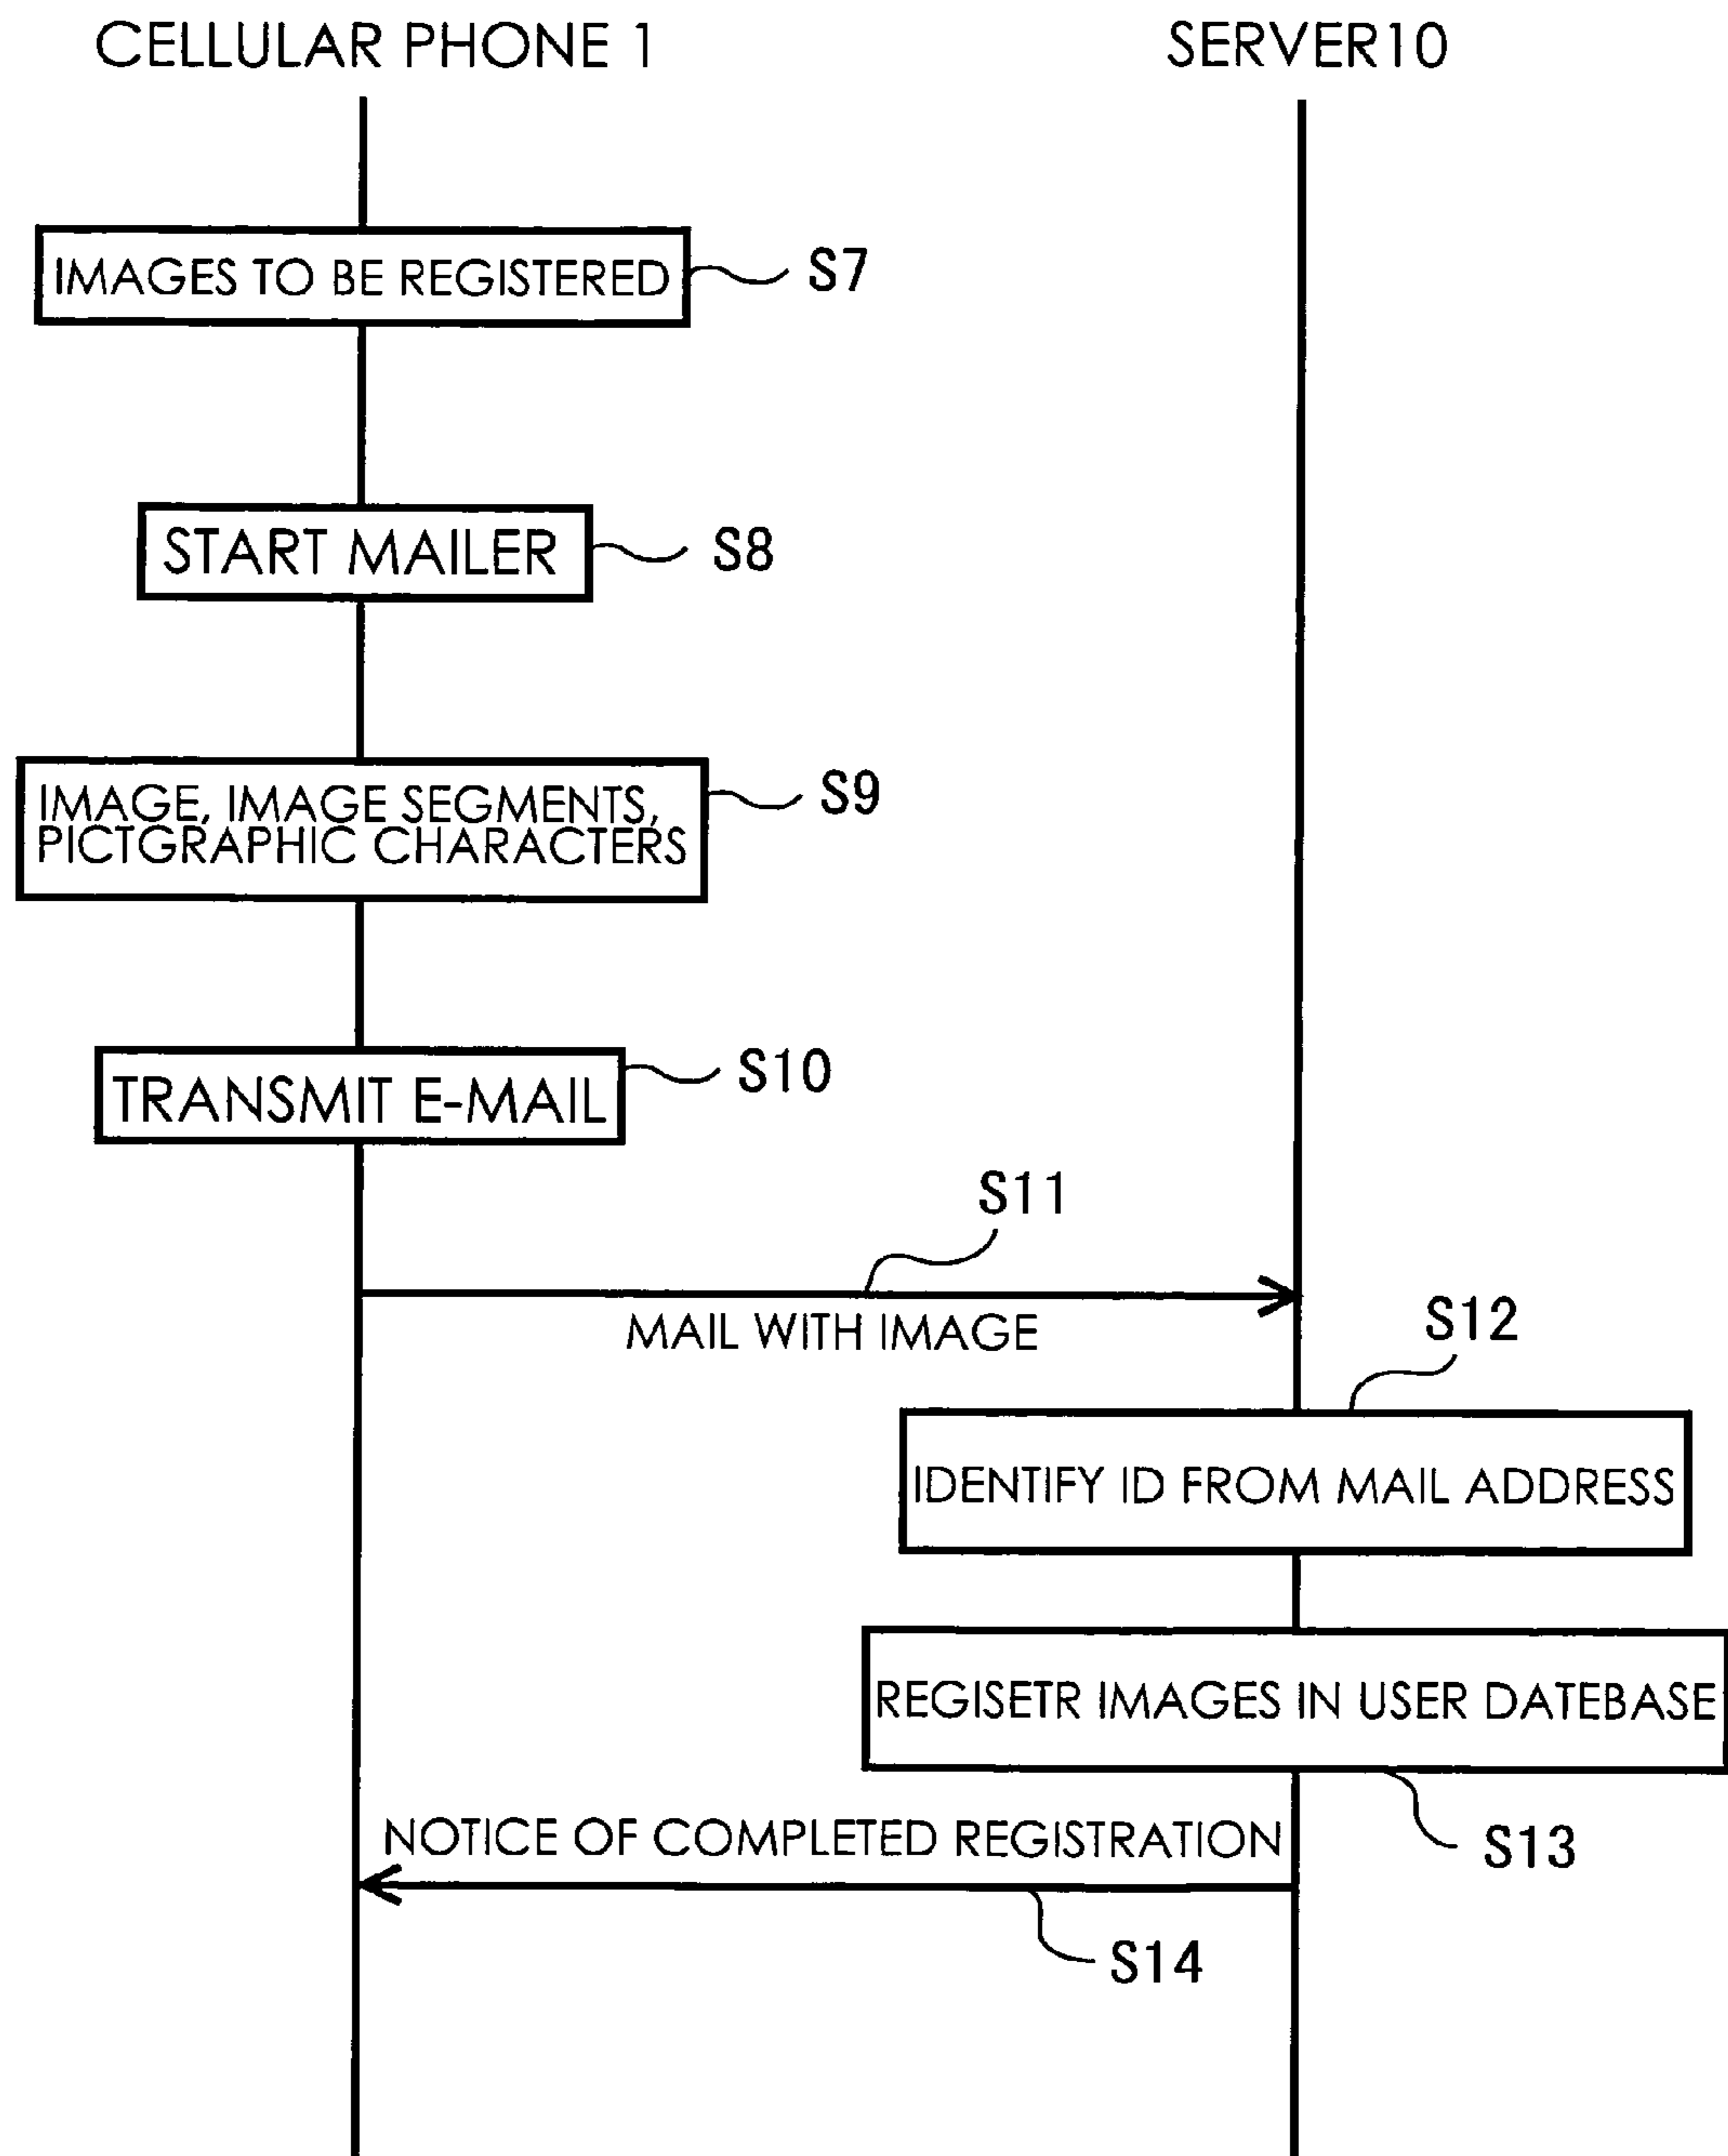 CELLULAR PHONE 1
SERVER10
IMAGES TO BE REGISTERED
S7
START MAILER
S8
IMAGE, IMAGE SEGMENTS,
PICTGRAPHIC CHARACTERS
S9
TRANSMIT E-MAIL
S10
S11
MAIL WITH IMAGE
S12
IDENTIFY ID FROM MAIL ADDRESS
REGISETR IMAGES IN USER DATEBASE
S13
NOTICE OF COMPLETED REGISTRATION
S14